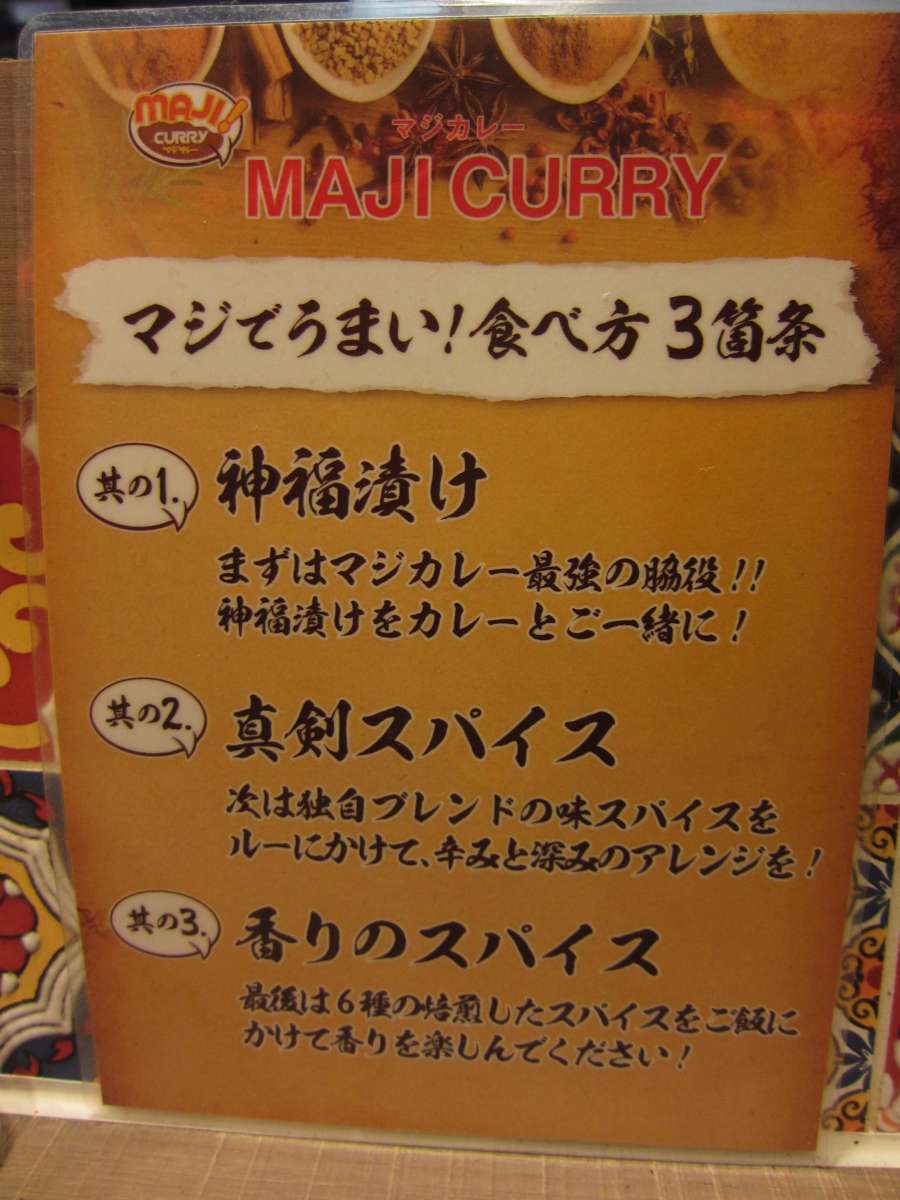 MAJI!
CURRY
マジカレー
マジカレー
MAJI CURRY
マジでうまい!食べ方3箇条
其の1.
神福漬け
まずはマジカレー最強の脇役!!
神福漬けをカレーとご一緒に!
其の2.
真剣スパイス
次は独自ブレンドの味スパイスを
ルーにかけて、辛みと深みのアレンジを!
其の3.
香りのスパイス
最後は6種の焙煎したスパイスをご飯に
かけて香りを楽しんでください!